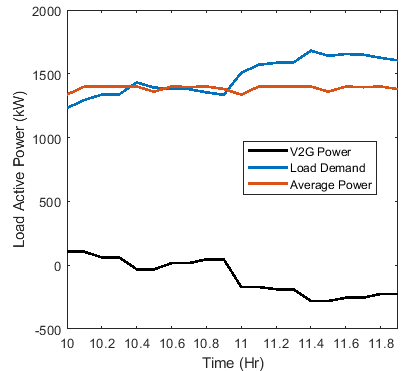 2000
1500
1000
500
0
-500
Load Active Power (kW)
V2G Power
Load Demand
Average Power
10 10.2 10.4 10.6 10.8 11 11.2 11.4 11.6 11.8
Time (Hr)